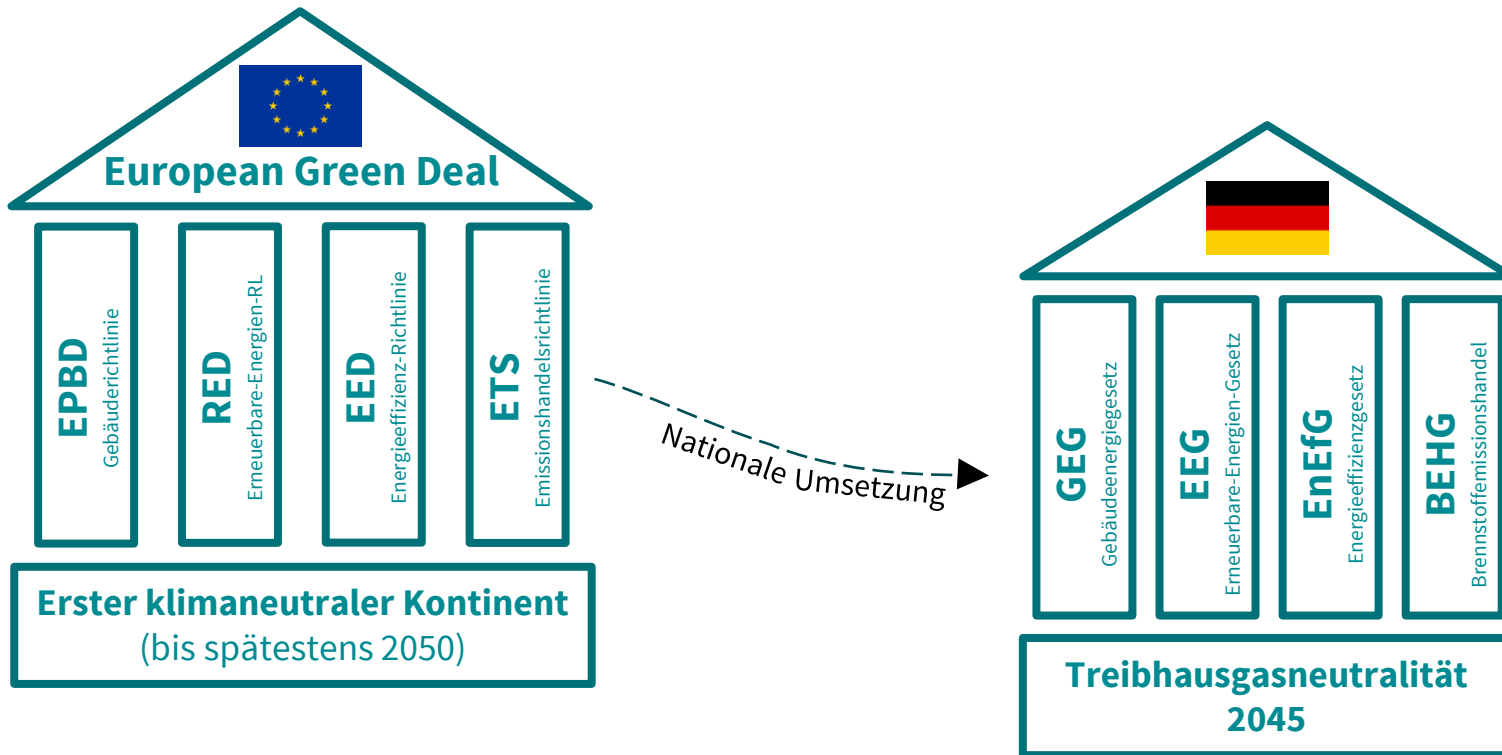 European Green Deal
EPBD
Gebäuderichtlinie
RED
Erneuerbare-Energien-RL
EED
Energieeffizienz-Richtlinie
ETS
Emissionshandelsrichtlinie
Erster klimaneutraler Kontinent
(bis spätestens 2050)
Nationale Umsetzung
GEG
Gebäudeenergiegesetz
EEG
Erneuerbare-Energien-Gesetz
EnEfG
Energieeffizienzgesetz
BEHG
Brennstoffemissionshandel
Treibhausgasneutralität
2045